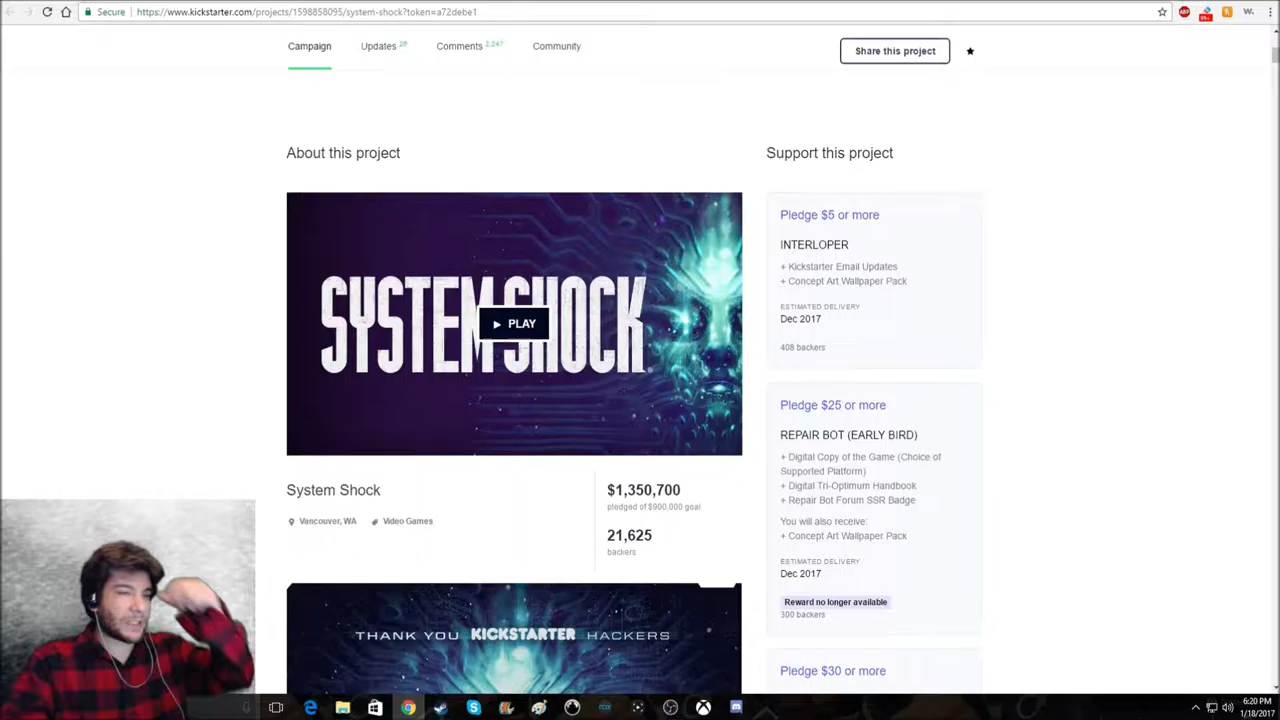 Secure
https://www.kickstarter.com/projects/1598858095/system-shock?token=a72debe1
Campaign
Updates
Comments 2,247
Community
Share this project
About this project
Support this project
SYSTEM SHOCK
PLAY
System Shock
Vancouver, WA
Video Games
$1,350,700
pledged of $900,000 goal
21,625
backers
THANK YOU KICKSTARTER HACKERS
Pledge $5 or more
INTERLOPER
+ Kickstarter Email Updates
+ Concept Art Wallpaper Pack
ESTIMATED DELIVERY
Dec 2017
408 backers
Pledge $25 or more
REPAIR BOT (EARLY BIRD)
+ Digital Copy of the Game (Choice of
Supported Platform)
+ Digital Tri-Optimum Handbook
+ Repair Bot Forum SSR Badge
You will also receive:
+ Concept Art Wallpaper Pack
ESTIMATED DELIVERY
Dec 2017
Reward no longer available
300 backers
Pledge $30 or more
6:20 PM
1/18/2017